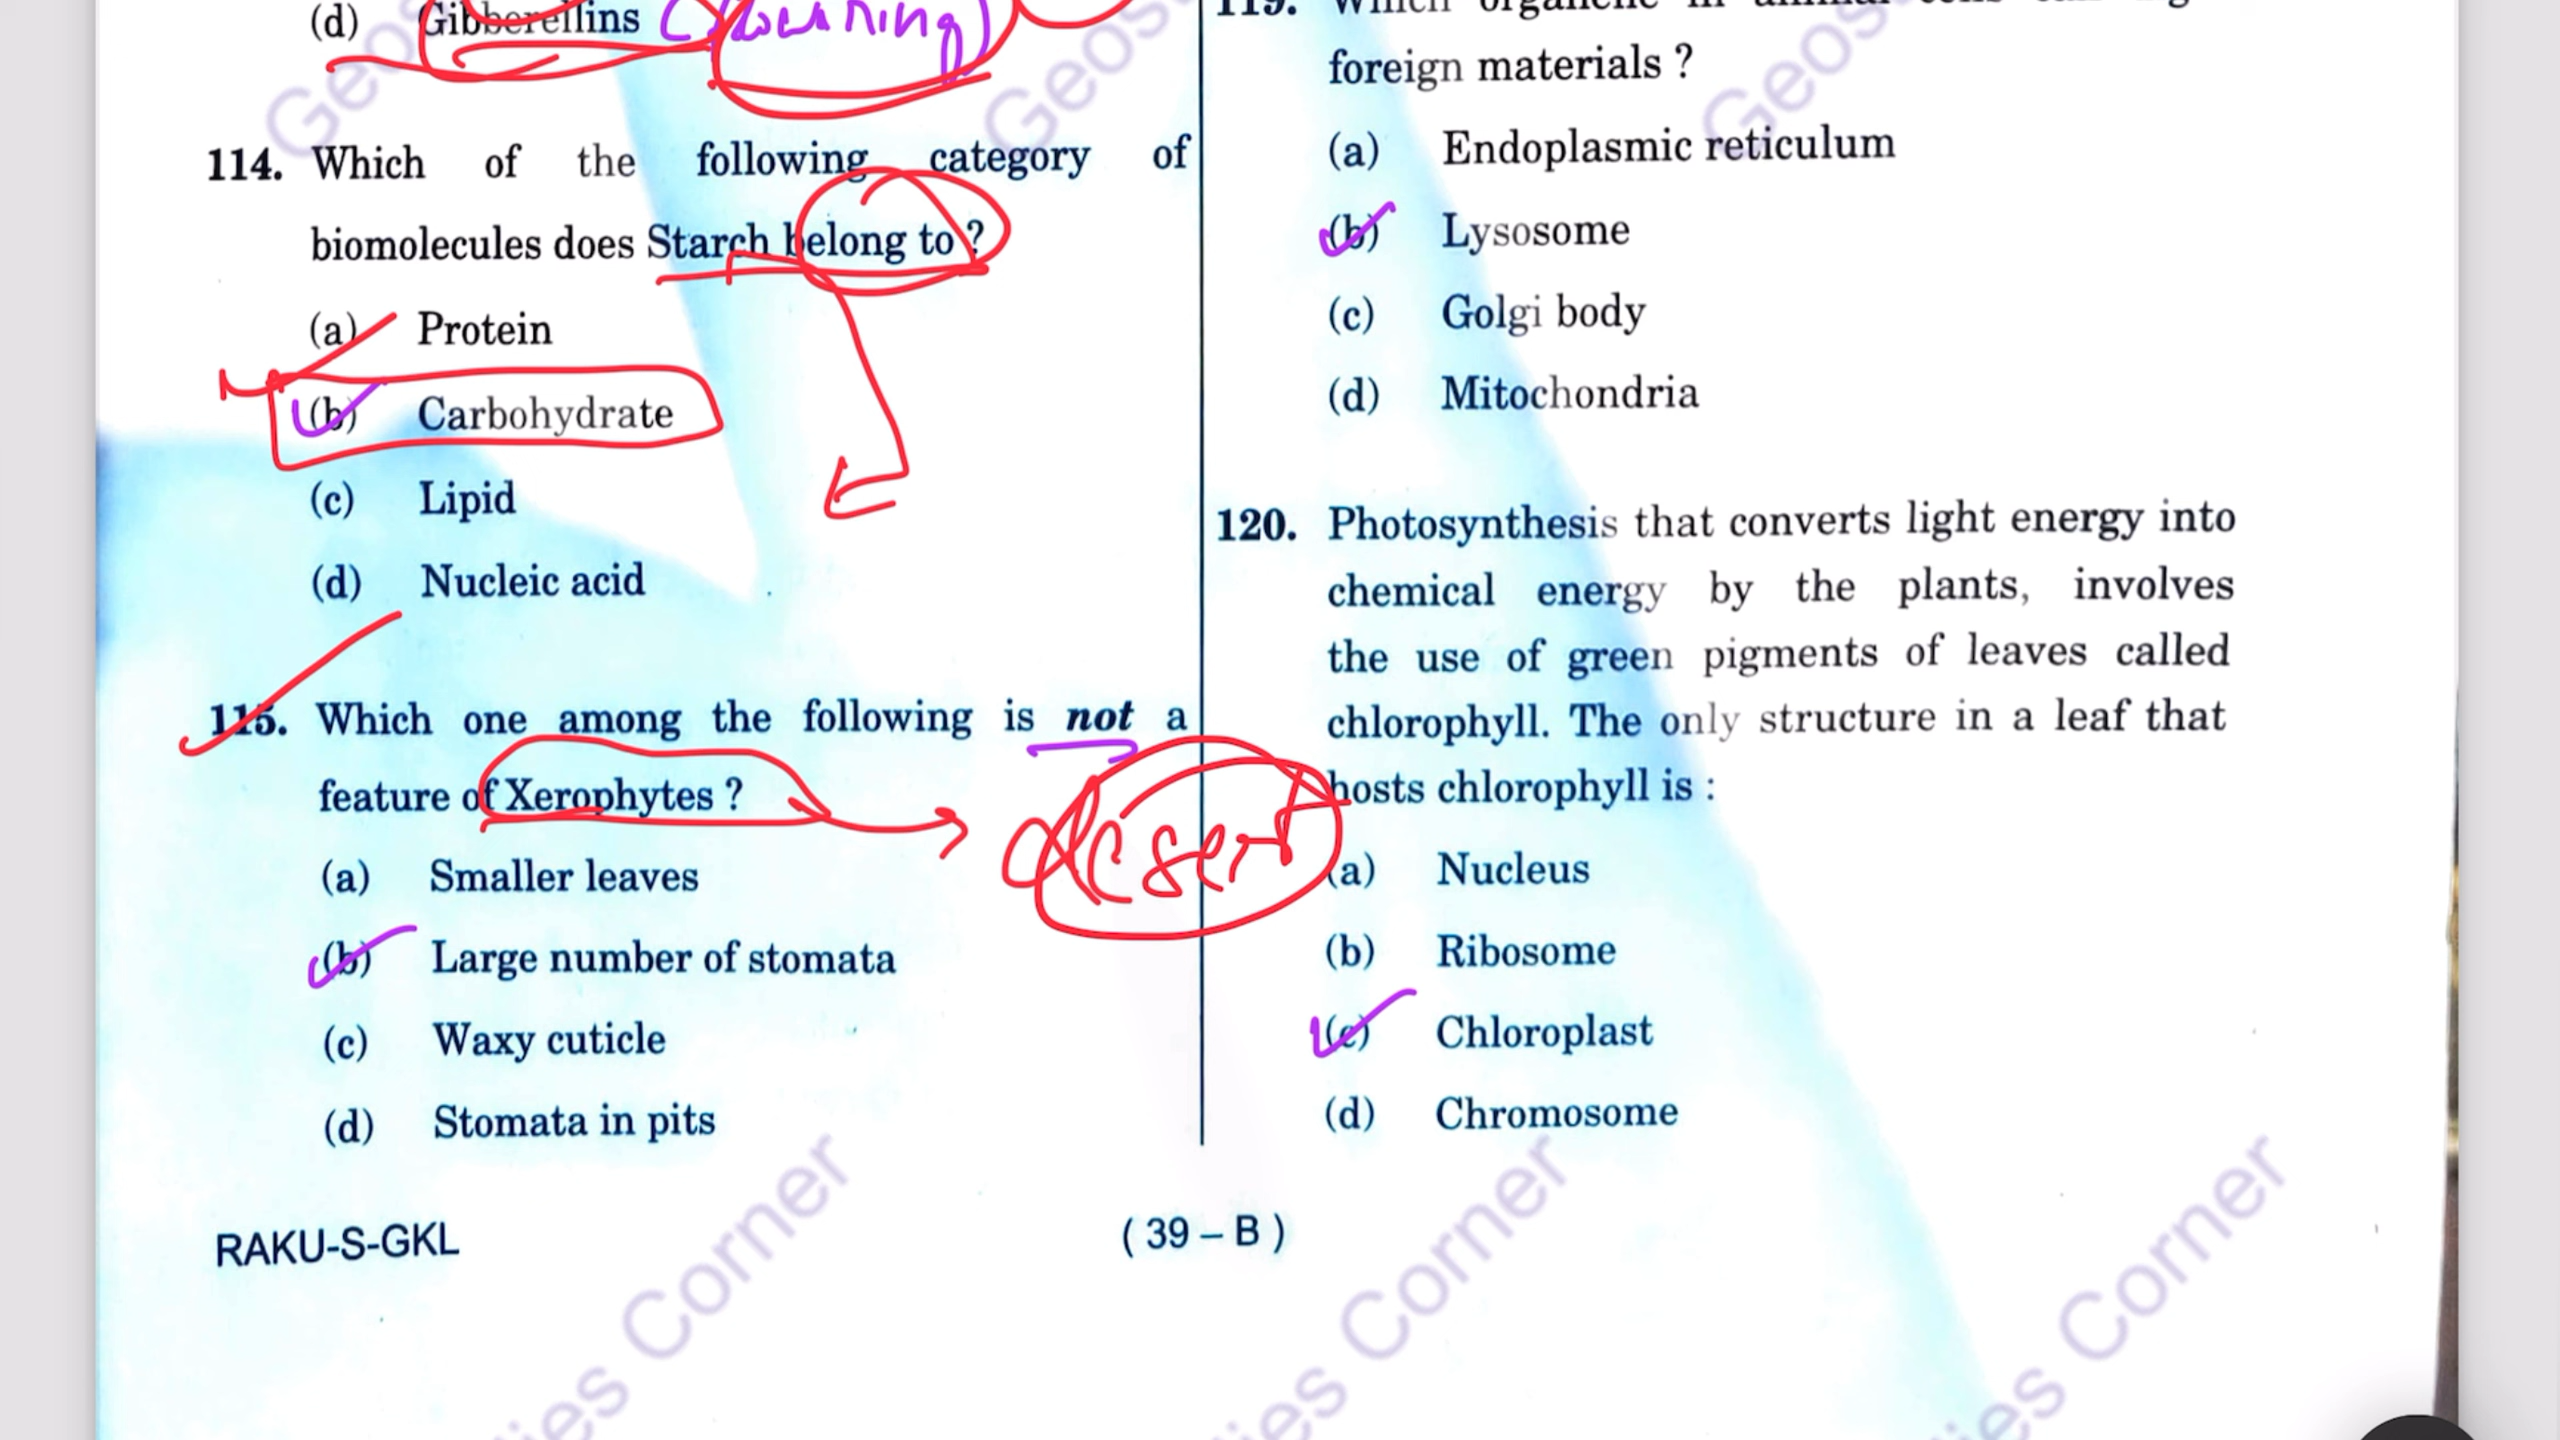 (d) Gibberellins
114. Which of the following category of
biomolecules does Starch belong to ?
(a) Protein
(b) Carbohydrate
(c) Lipid
(d) Nucleic acid
115. Which one among the following is not a
feature of Xerophytes ?
desert
(a) Smaller leaves
(b) Large number of stomata
(c) Waxy cuticle
(d) Stomata in pits
foreign materials ?
(a) Endoplasmic reticulum
(b) Lysosome
(c) Golgi body
(d) Mitochondria
120. Photosynthesis that converts light energy into
chemical energy by the plants, involves
the use of green pigments of leaves called
chlorophyll. The only structure in a leaf that
hosts chlorophyll is :
(a) Nucleus
(b) Ribosome
(c) Chloroplast
(d) Chromosome
RAKU-S-GKL
( 39 – B )
Corner
Corner
Corner